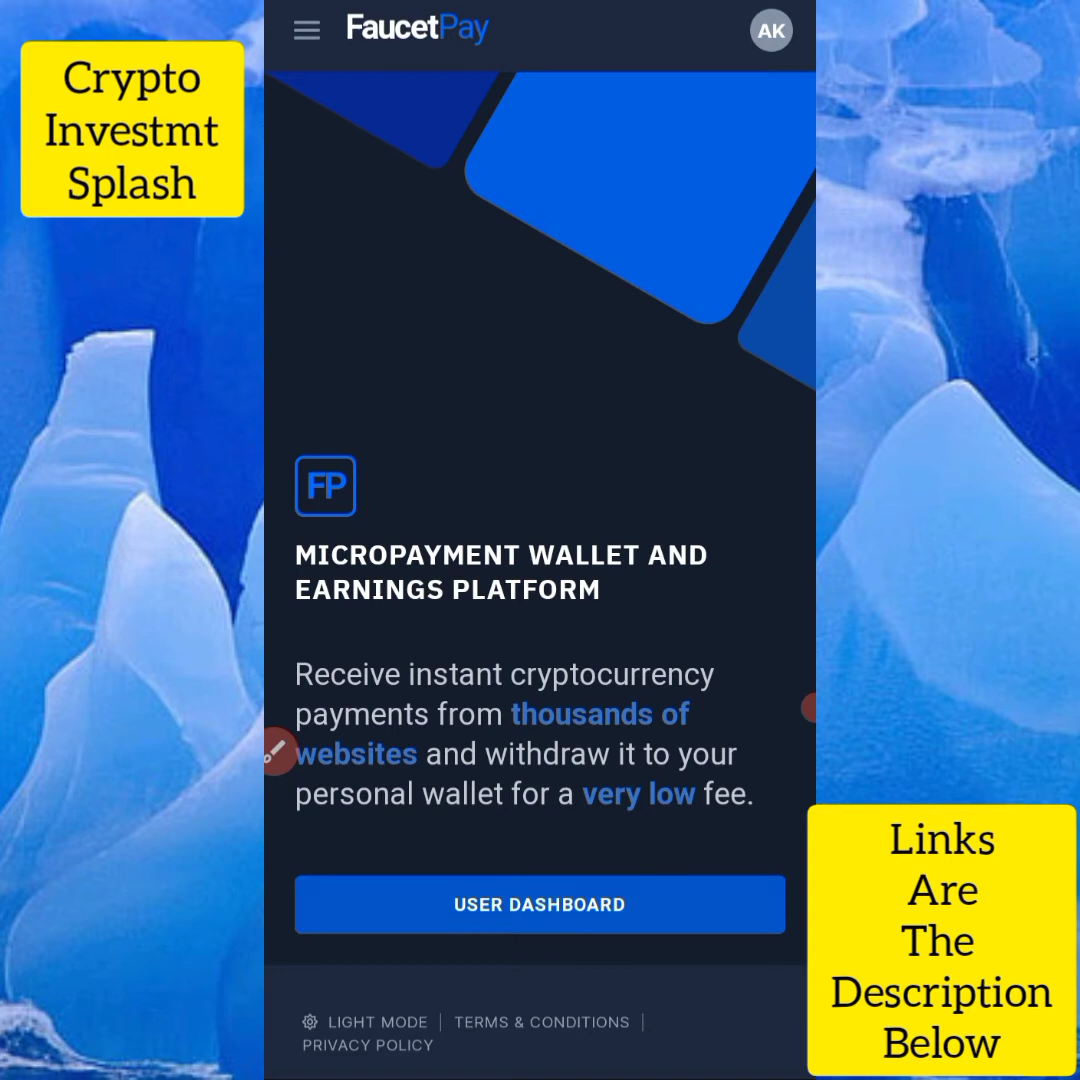 Crypto
Investmt
Splash
FaucetPay
AK
FP
MICROPAYMENT WALLET AND
EARNINGS PLATFORM
Receive instant cryptocurrency
payments from thousands of
websites and withdraw it to your
personal wallet for a very low fee.
USER DASHBOARD
LIGHT MODE | TERMS & CONDITIONS |
PRIVACY POLICY
Links
Are
The
Description
Below